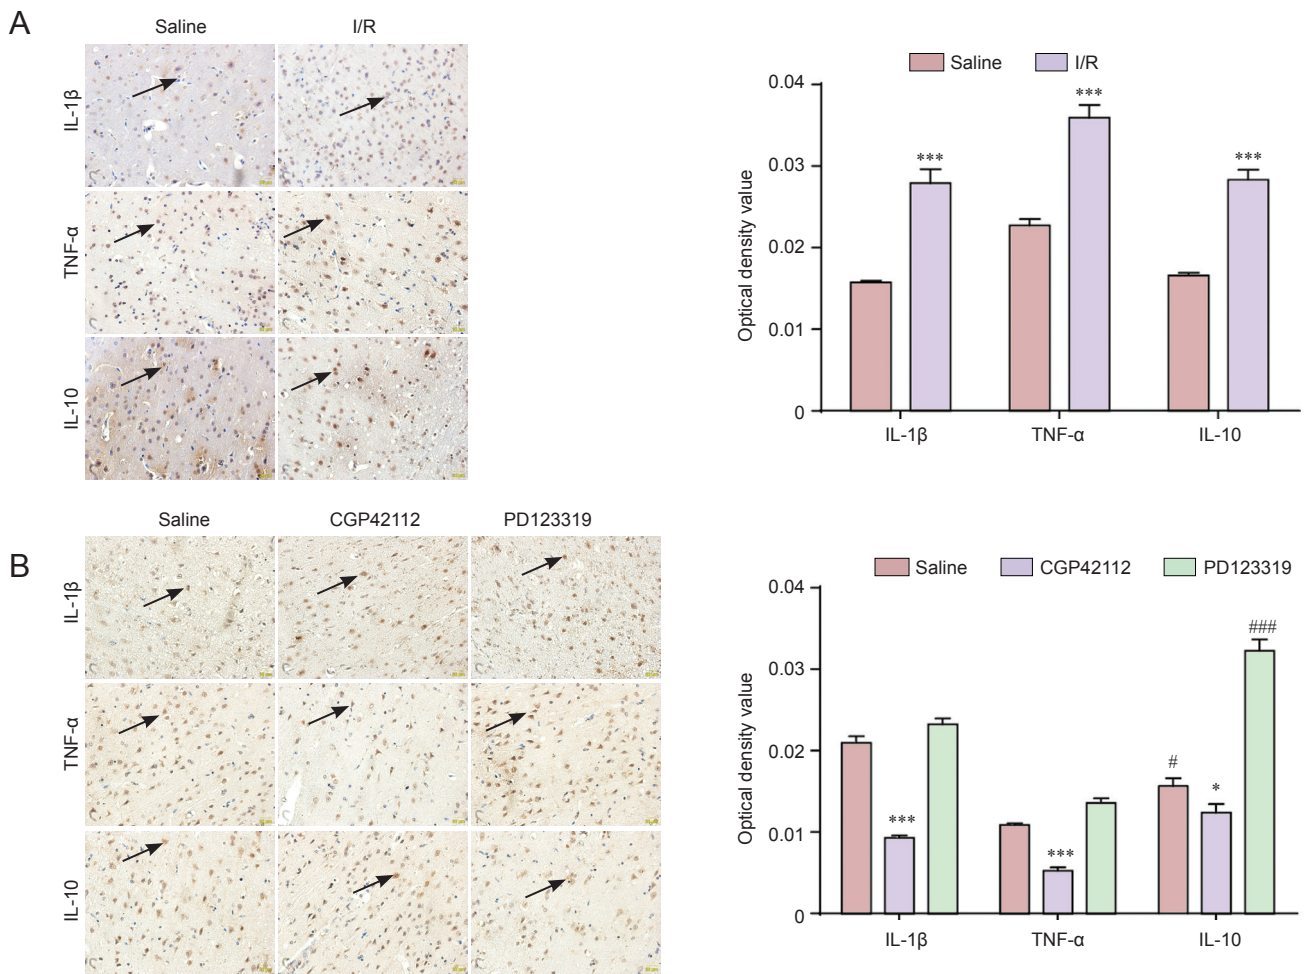 A
Saline I/R
IL-1β
TNF-α
IL-10
Saline I/R
Optical density value
0.04
0.03
0.02
0.01
0
***
***
***
IL-1β TNF-α IL-10
B
Saline CGP42112 PD123319
IL-1β
TNF-α
IL-10
Saline CGP42112 PD123319
Optical density value
0.04
0.03
0.02
0.01
0
***
***
#
*
###
IL-1β TNF-α IL-10